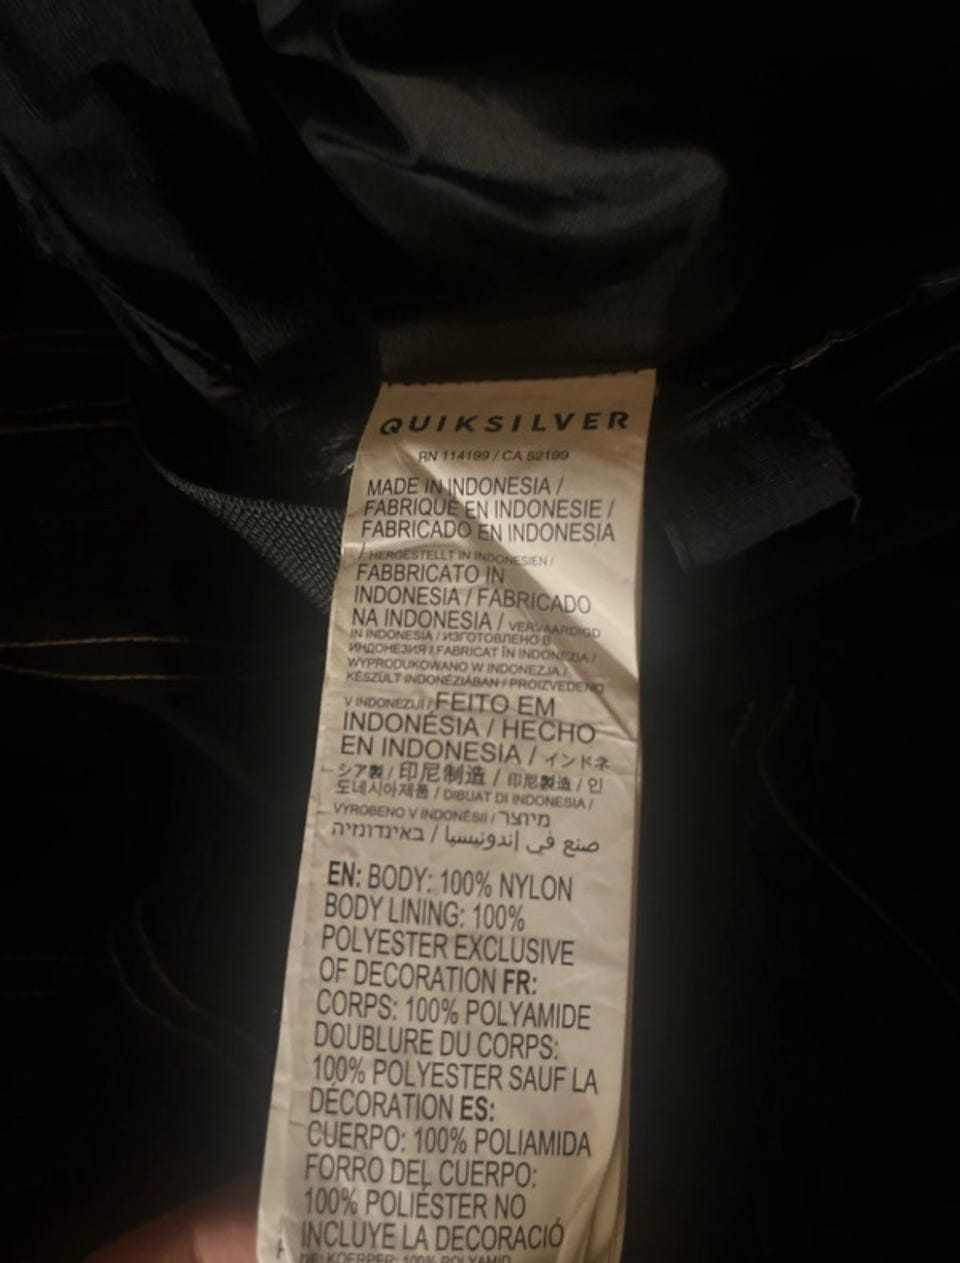 QUIKSILVER
RN 114199 / CA 52199
MADE IN INDONESIA /
FABRIQUÉ EN INDONESIE /
FABRICADO EN INDONESIA
/ HERGESTELLT IN INDONESIEN /
FABBRICATO IN
INDONESIA / FABRICADO
NA INDONESIA / VERVAARDIGD
IN INDONESIA / ИЗГОТОВЛЕНО В
ИНДОНЕЗИЯ / FABRICAT ÎN INDONEZIA /
WYPRODUKOWANO W INDONEZJA /
KÉSZÜLT INDONÉZIÁBAN / PROIZVEDENO
V INDONEZIJI / FEITO EM
INDONÉSIA / HECHO
EN INDONESIA / インドネ
シア製 / 印尼制造 / 印尼製造 / 인
도네시아제품 / DIBUAT DI INDONESIA /
VYROBENO V INDONÉSII / מיוצר
באינדונזיה / صنع في إندونيسيا
EN: BODY: 100% NYLON
BODY LINING: 100%
POLYESTER EXCLUSIVE
OF DECORATION FR:
CORPS: 100% POLYAMIDE
DOUBLURE DU CORPS:
100% POLYESTER SAUF LA
DÉCORATION ES:
CUERPO: 100% POLIAMIDA
FORRO DEL CUERPO:
100% POLIÉSTER NO
INCLUYE LA DECORACIÓ
DE: KOERPER: 100% POLYAMID